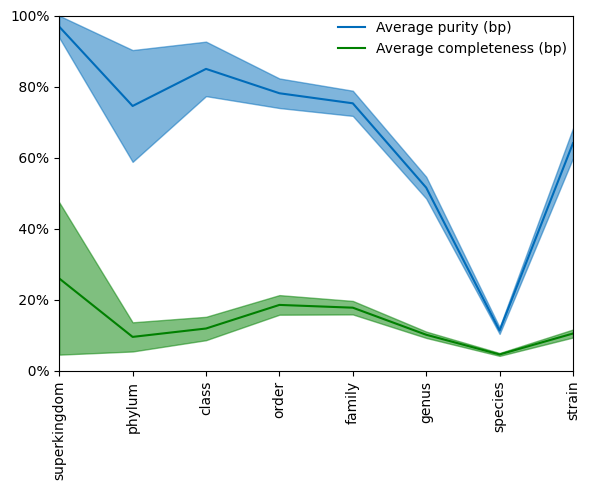 100%
80%
60%
40%
20%
0%
Average purity (bp)
Average completeness (bp)
superkingdom
phylum
class
order
family
genus
species
strain